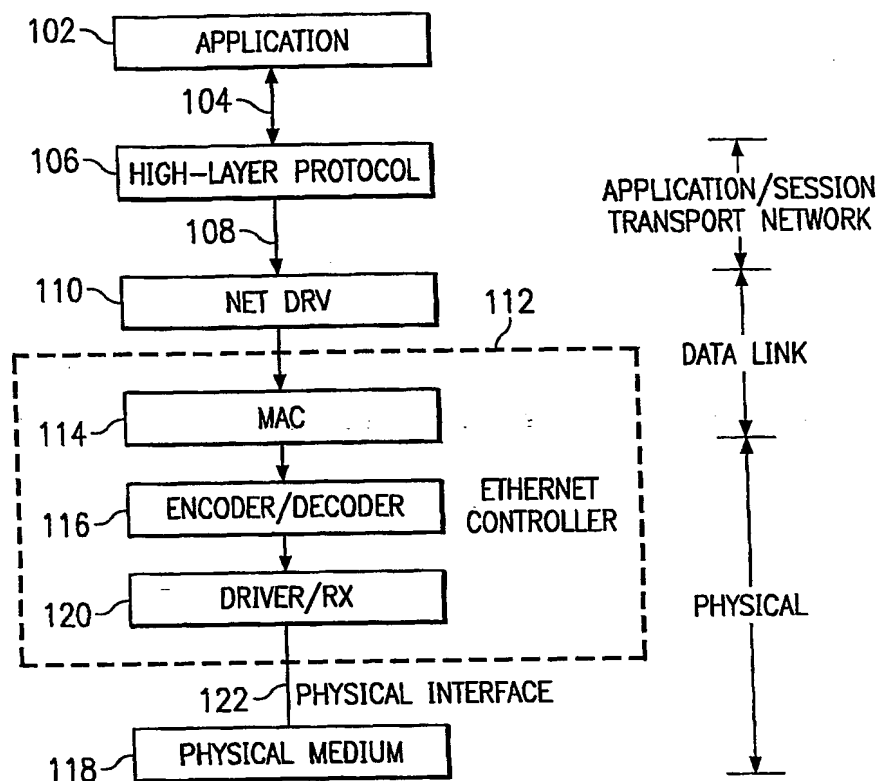 102
APPLICATION
104
106
HIGH-LAYER PROTOCOL
APPLICATION/SESSION
TRANSPORT NETWORK
108
110
NET DRV
112
DATA LINK
114
MAC
116
ENCODER/DECODER
ETHERNET
CONTROLLER
120
DRIVER/RX
PHYSICAL
122
PHYSICAL INTERFACE
118
PHYSICAL MEDIUM